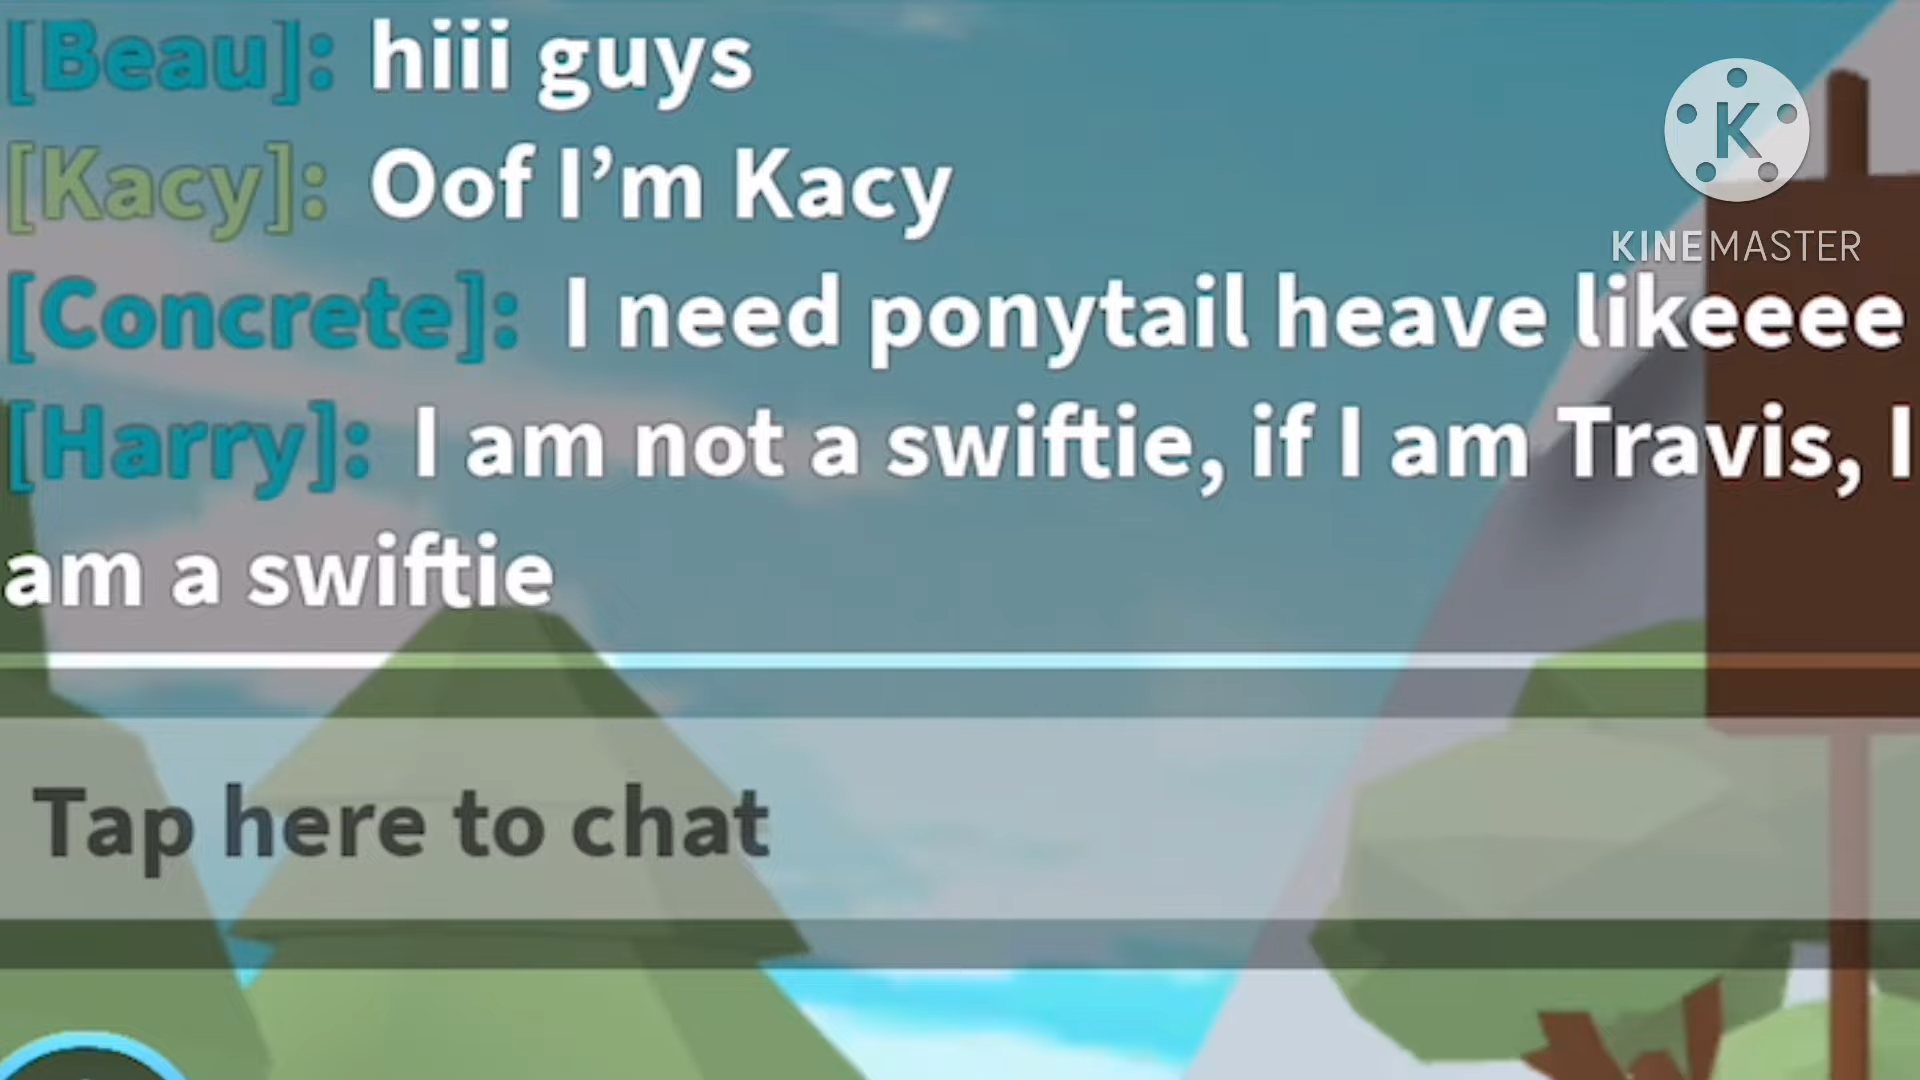 [Beau]: hiii guys
[Kacy]: Oof I’m Kacy
[Concrete]: I need ponytail heave likeeee
[Harry]: I am not a swiftie, if I am Travis, I
am a swiftie
Tap here to chat
K
KINEMASTER